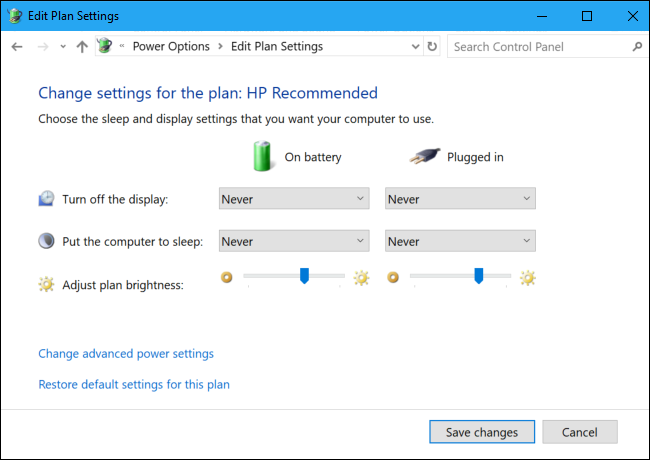 Edit Plan Settings
« Power Options > Edit Plan Settings Search Control Panel
Change settings for the plan: HP Recommended
Choose the sleep and display settings that you want your computer to use.
On battery Plugged in
Turn off the display: Never Never
Put the computer to sleep: Never Never
Adjust plan brightness:
Change advanced power settings
Restore default settings for this plan
Save changes Cancel